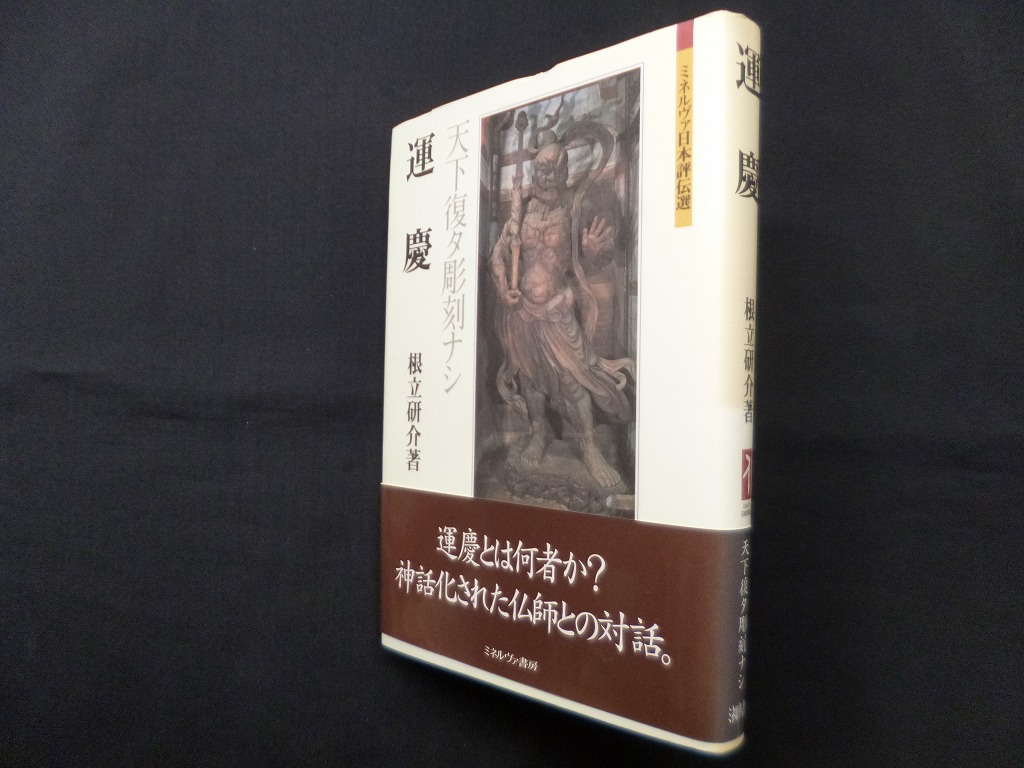 ミネルヴァ日本評伝選
天下復タ彫刻ナシ
運慶
根立研介著
運慶とは何者か?
神話化された仏師との対話。
ミネルヴァ書房
運慶
根立研介著
天下復タ彫刻ナシ